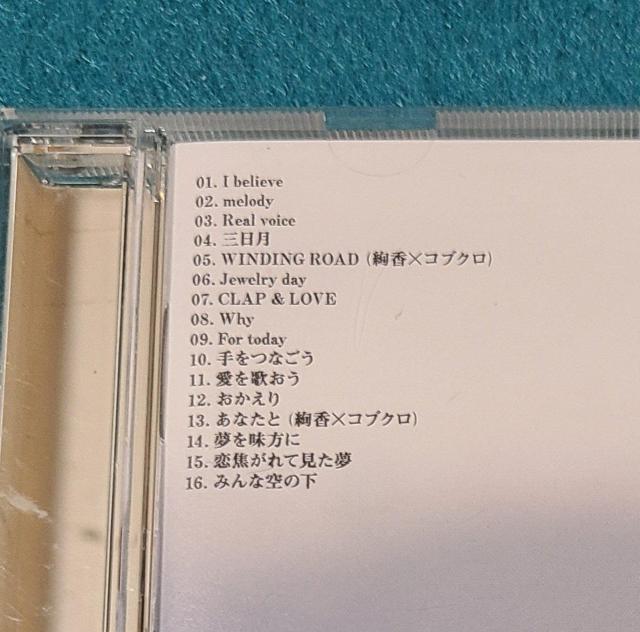 01. I believe
02. melody
03. Real voice
04. 三日月
05. WINDING ROAD (絢香×コブクロ)
06. Jewelry day
07. CLAP & LOVE
08. Why
09. For today
10. 手をつなごう
11. 愛を歌おう
12. おかえり
13. あなたと (絢香×コブクロ)
14. 夢を味方に
15. 恋焦がれて見た夢
16. みんな空の下